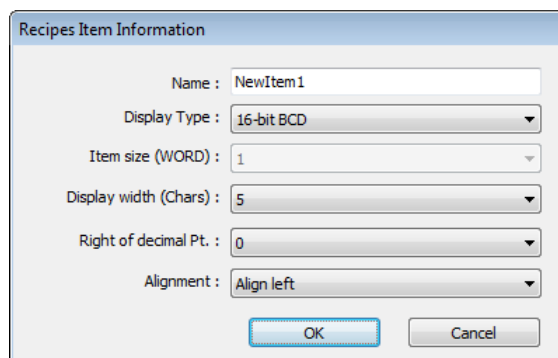 Recipes Item Information
Name : NewItem1
Display Type : 16-bit BCD
Item size (WORD) : 1
Display width (Chars) : 5
Right of decimal Pt. : 0
Alignment : Align left
OK Cancel